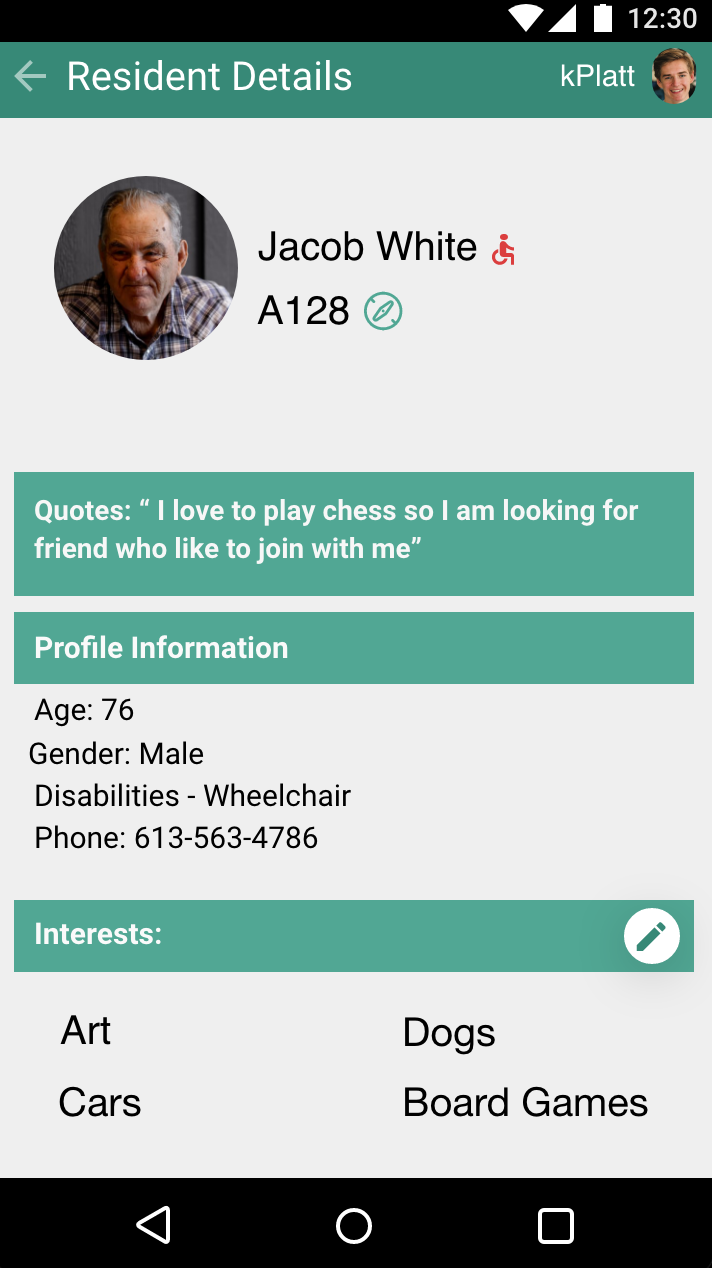 12:30
Resident Details
kPlatt
Jacob White
A128
Quotes: “ I love to play chess so I am looking for
friend who like to join with me”
Profile Information
Age: 76
Gender: Male
Disabilities - Wheelchair
Phone: 613-563-4786
Interests:
Art
Dogs
Cars
Board Games